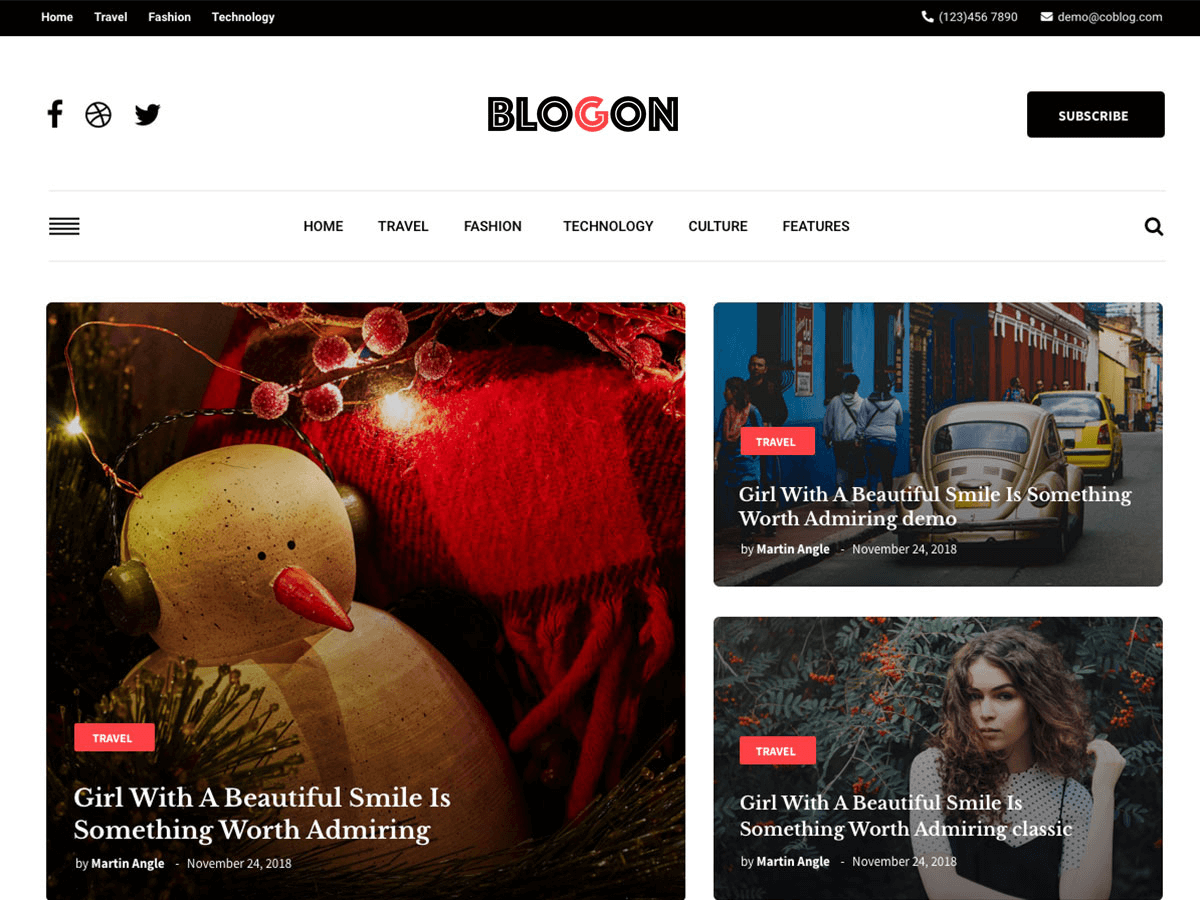 Home Travel Fashion Technology (123)456 7890 demo@coblog.com
BLOGON
SUBSCRIBE
HOME TRAVEL FASHION TECHNOLOGY CULTURE FEATURES
TRAVEL
Girl With A Beautiful Smile Is
Something Worth Admiring
by Martin Angle - November 24, 2018
TRAVEL
Girl With A Beautiful Smile Is Something
Worth Admiring demo
by Martin Angle - November 24, 2018
TRAVEL
Girl With A Beautiful Smile Is
Something Worth Admiring classic
by Martin Angle - November 24, 2018